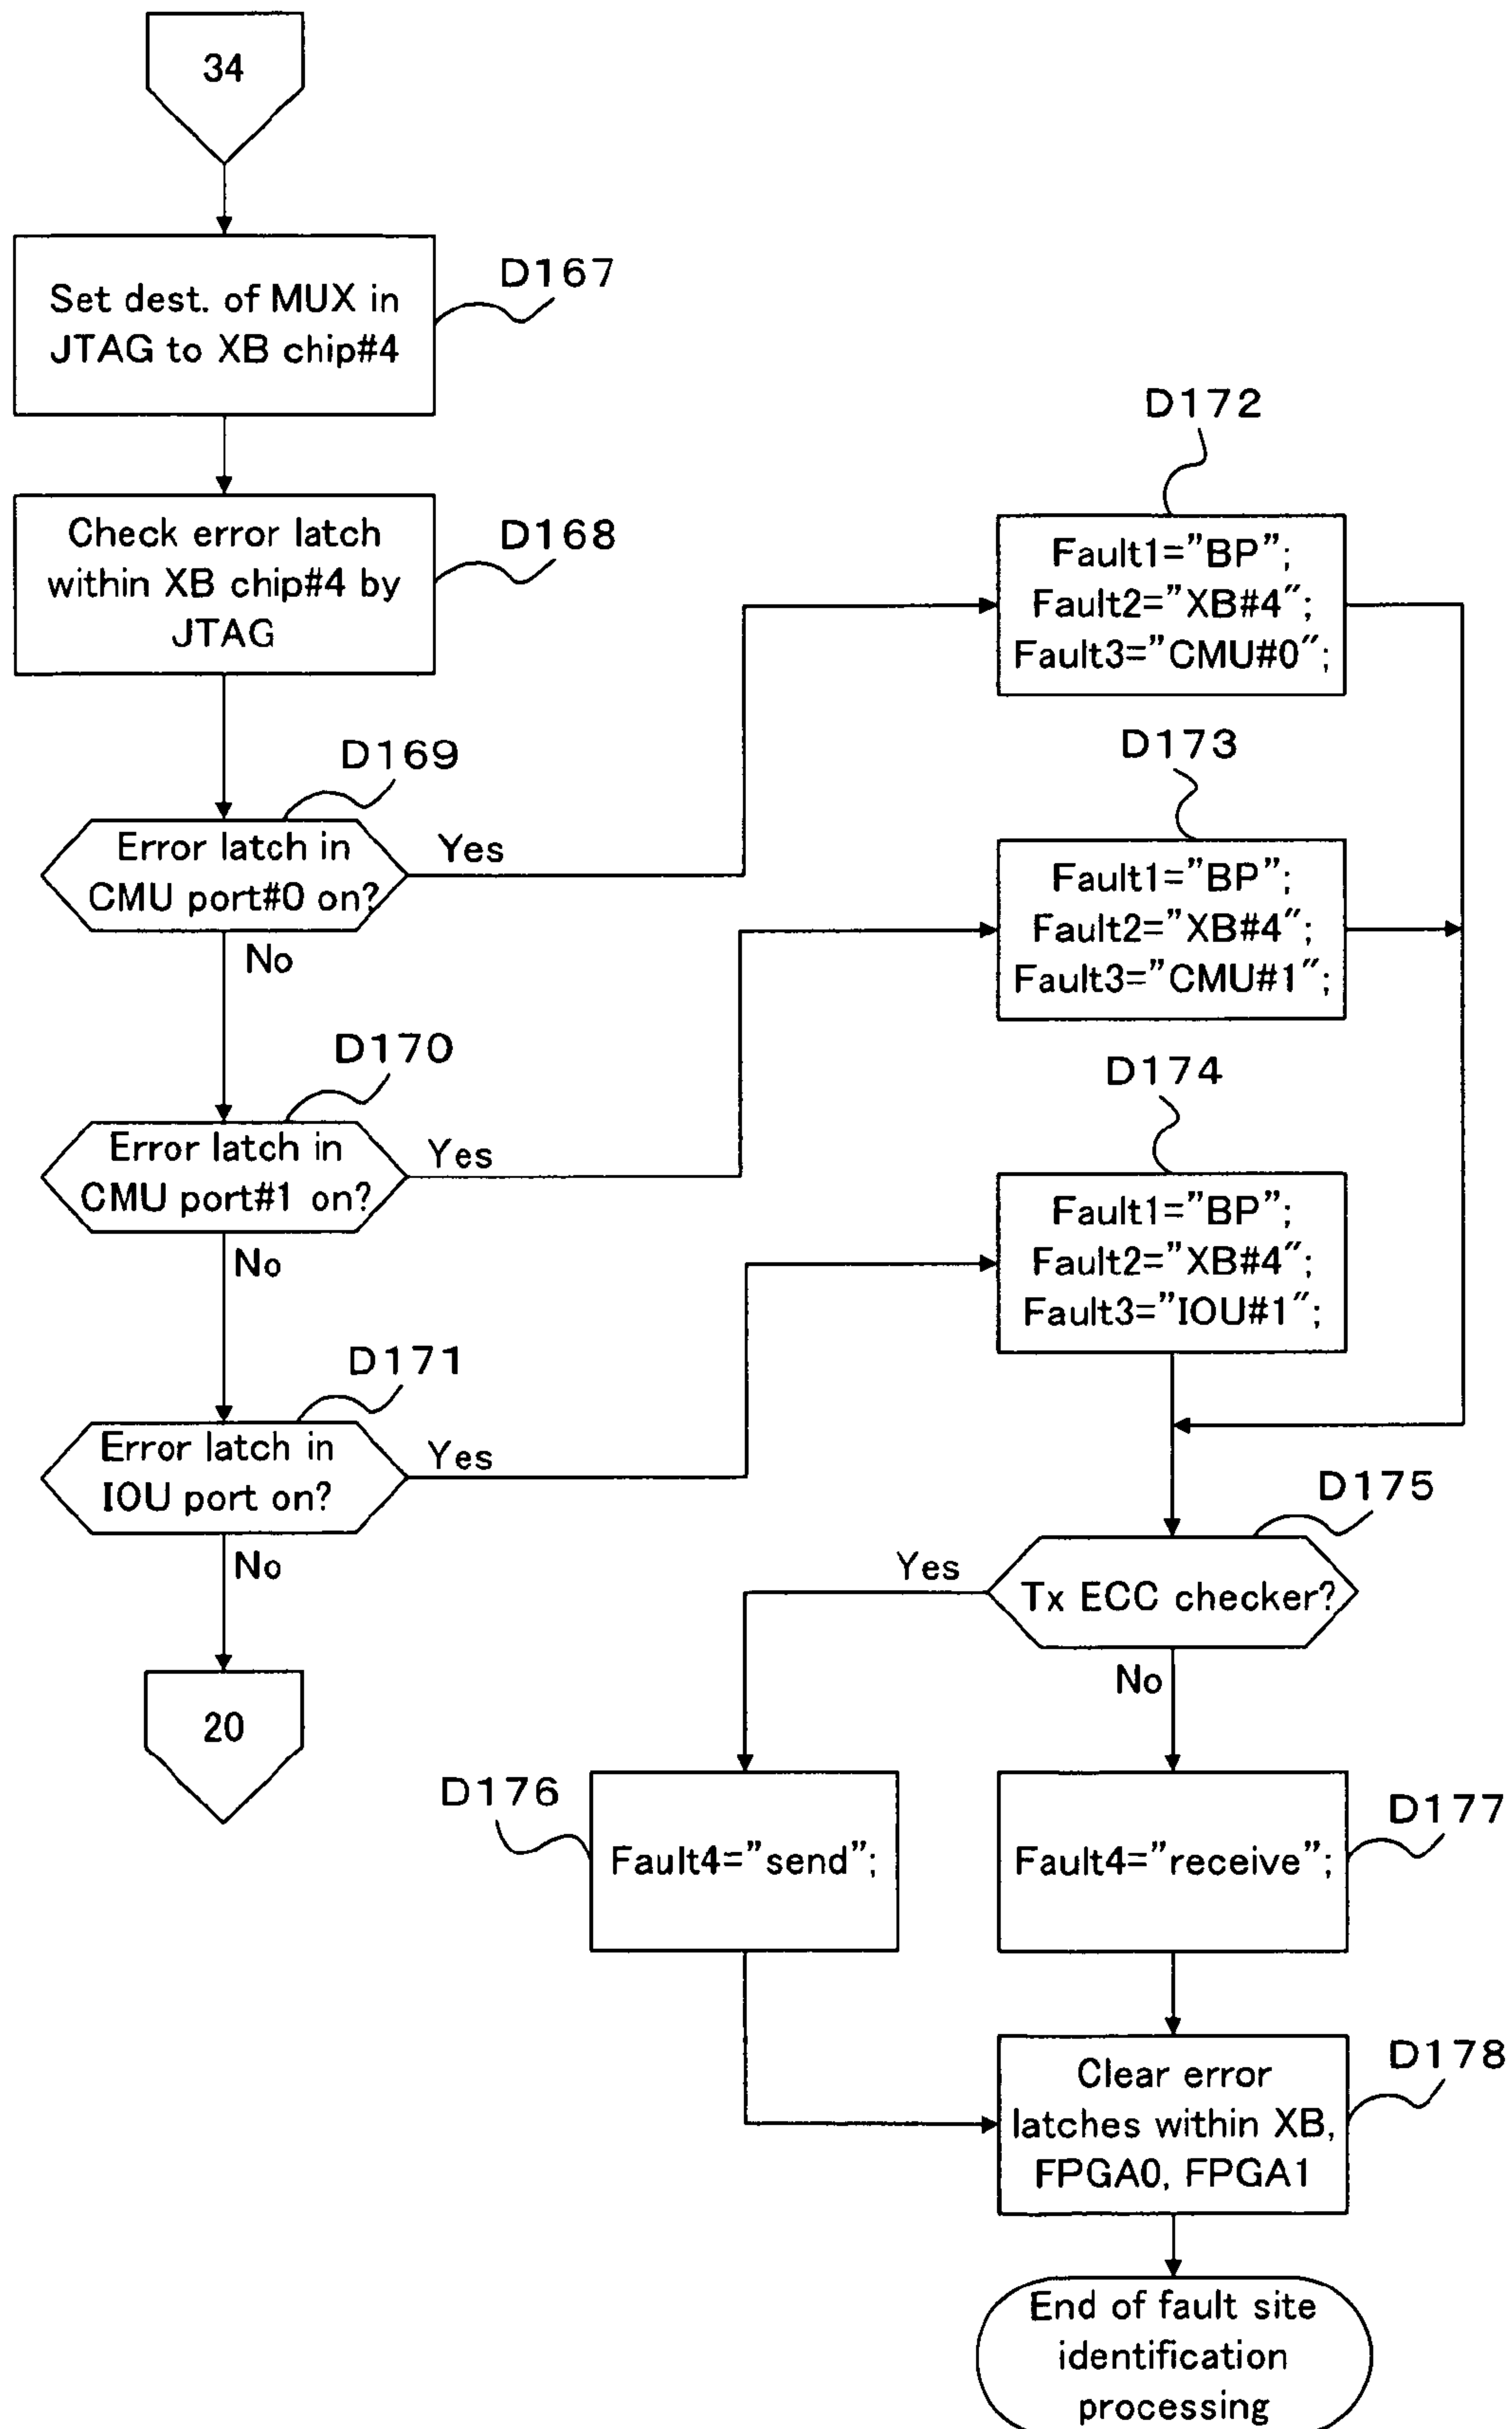 34
Set dest. of MUX in
JTAG to XB chip#4
D167
Check error latch
within XB chip#4 by
JTAG
D168
D169
Error latch in
CMU port#0 on?
Yes
No
D170
Error latch in
CMU port#1 on?
Yes
No
D171
Error latch in
IOU port on?
Yes
No
20
D172
Fault1=”BP”;
Fault2=”XB#4”;
Fault3=”CMU#0”;
D173
Fault1=”BP”;
Fault2=”XB#4”;
Fault3=”CMU#1”;
D174
Fault1=”BP”;
Fault2=”XB#4”;
Fault3=”IOU#1”;
D175
Tx ECC checker?
Yes
No
D176
Fault4=”send”;
D177
Fault4=”receive”;
D178
Clear error
latches within XB,
FPGA0, FPGA1
End of fault site
identification
processing